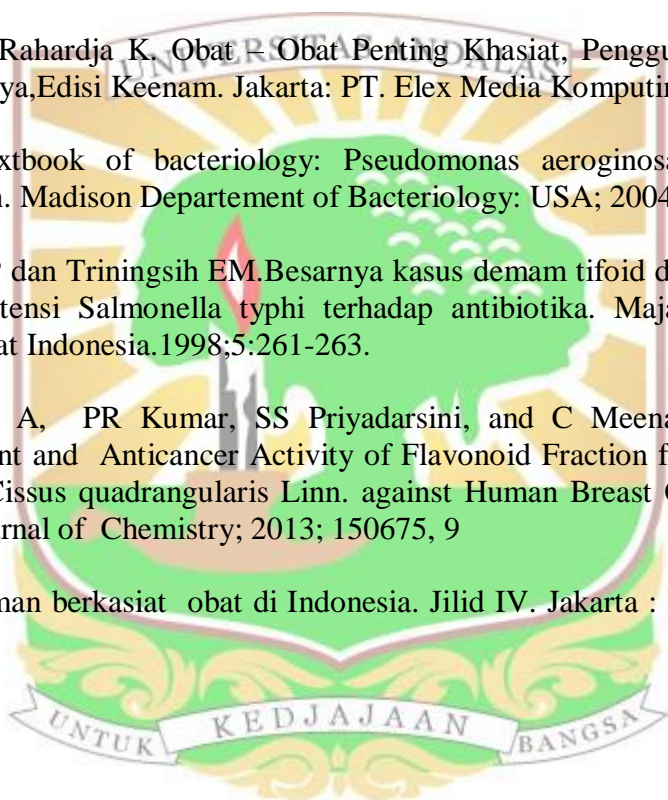 Rahardja K. Obat – Obat Penting Khasiat, Penggu
UNIVERSITAS ANDALAS
ya,Edisi Keenam. Jakarta: PT. Elex Media Komputin
xtbook of bacteriology: Pseudomonas aeroginosa
n. Madison Departement of Bacteriology: USA; 2004
P dan Triningsih EM.Besarnya kasus demam tifoid d
tensi Salmonella typhi terhadap antibiotika. Maja
at Indonesia.1998;5:261-263.
A, PR Kumar, SS Priyadarsini, and C Meena
nt and Anticancer Activity of Flavonoid Fraction f
Cissus quadrangularis Linn. against Human Breast C
rnal of Chemistry; 2013; 150675, 9
man berkasiat obat di Indonesia. Jilid IV. Jakarta :
UNTUK KEDJAJAAN BANGSA